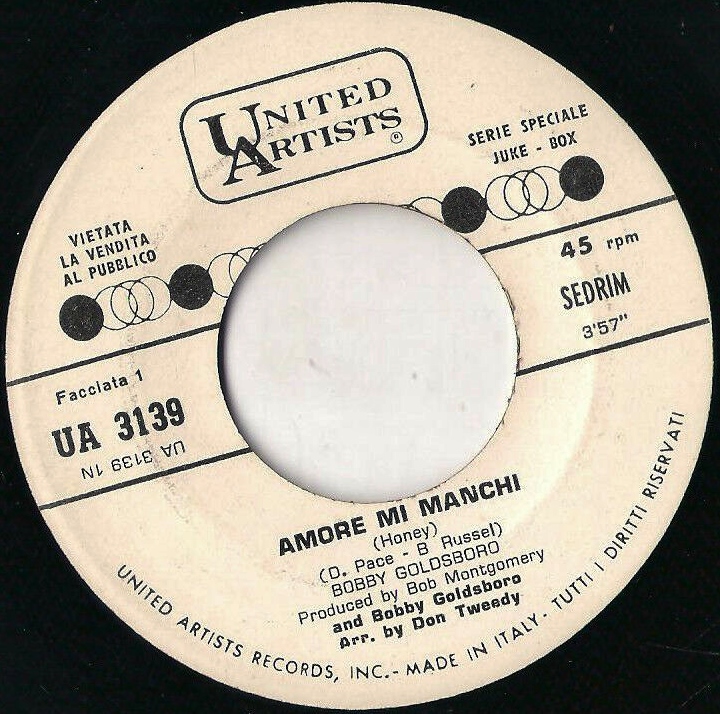 UNITED
ARTISTS
®
SERIE SPECIALE
JUKE - BOX
VIETATA
LA VENDITA
AL PUBBLICO
45 rpm
SEDRIM
3'57"
Facciata 1
UA 3139
UA 3139 1N
AMORE MI MANCHI
(Honey)
(D. Pace - B Russel)
BOBBY GOLDSBORO
Produced by Bob Montgomery
and Bobby Goldsboro
Arr. by Don Tweedy
UNITED ARTISTS RECORDS, INC.- MADE IN ITALY - TUTTI I DIRITTI RISERVATI